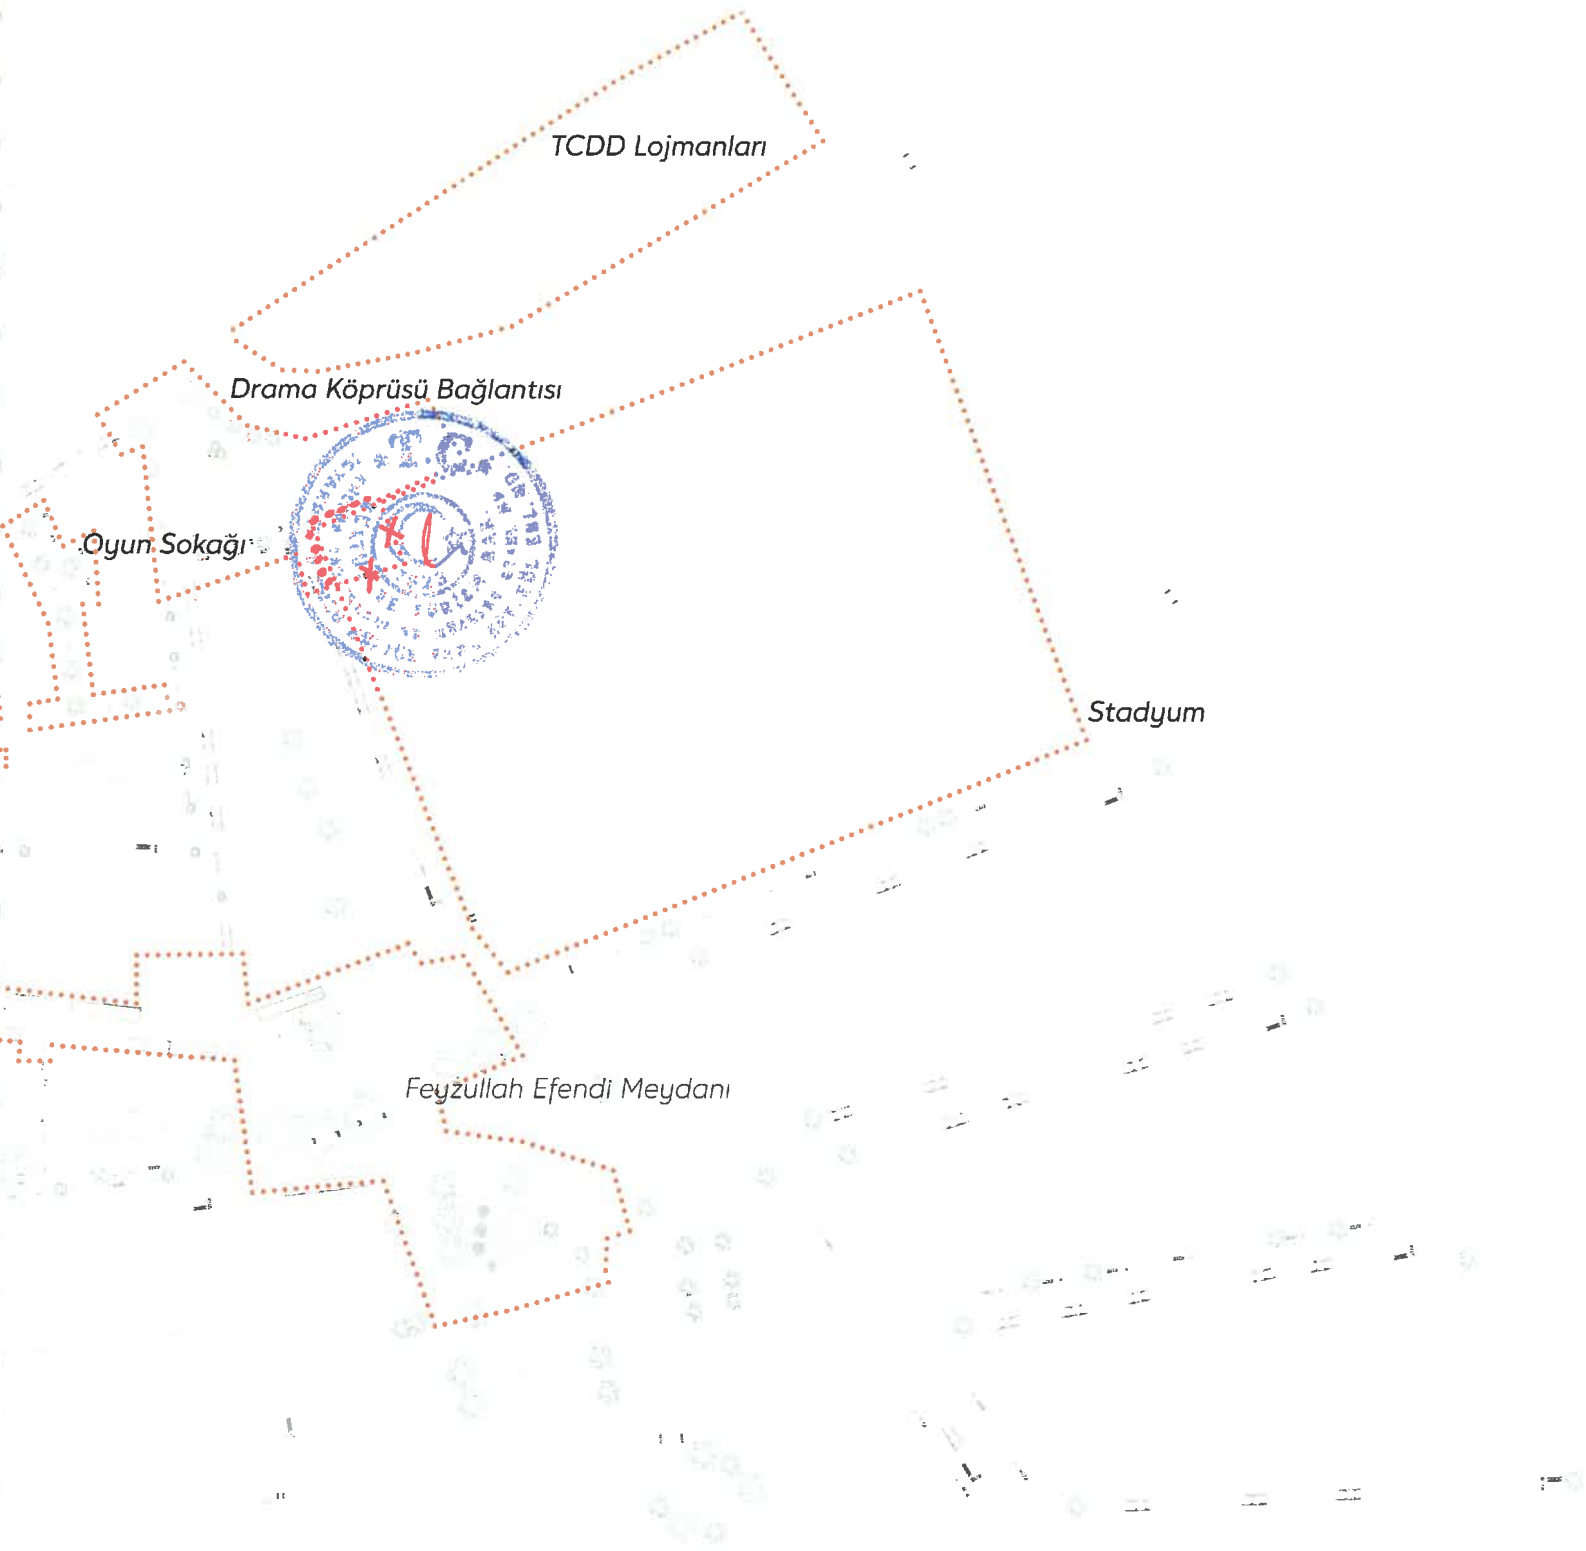 TCDD Lojmanları
Drama Köprüsü Bağlantısı
T.C.
Oyun Sokağı
Stadyum
Feyzullah Efendi Meydanı